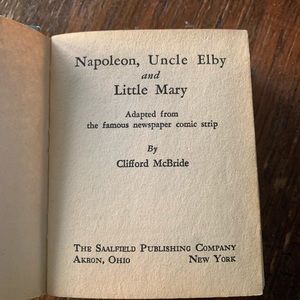 Napoleon, Uncle Elby
and
Little Mary
Adapted from
the famous newspaper comic strip
By
Clifford McBride
THE SAALFIELD PUBLISHING COMPANY
AKRON, OHIO NEW YORK